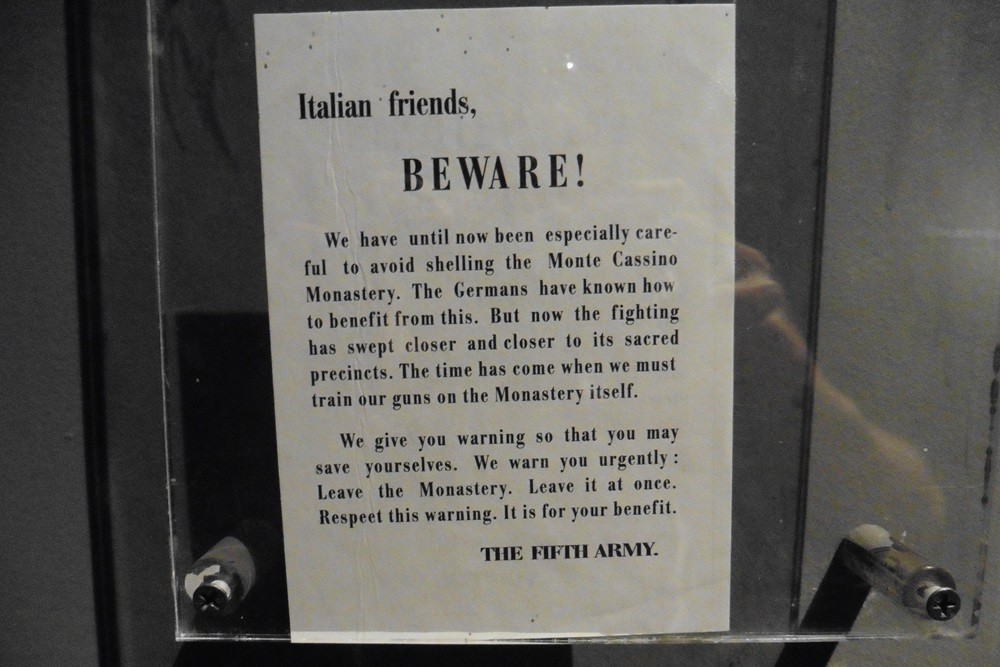 Italian friends,
BEWARE!
We have until now been especially care-
ful to avoid shelling the Monte Cassino
Monastery. The Germans have known how
to benefit from this. But now the fighting
has swept closer and closer to its sacred
precincts. The time has come when we must
train our guns on the Monastery itself.
We give you warning so that you may
save yourselves. We warn you urgently :
Leave the Monastery. Leave it at once.
Respect this warning. It is for your benefit.
THE FIFTH ARMY.